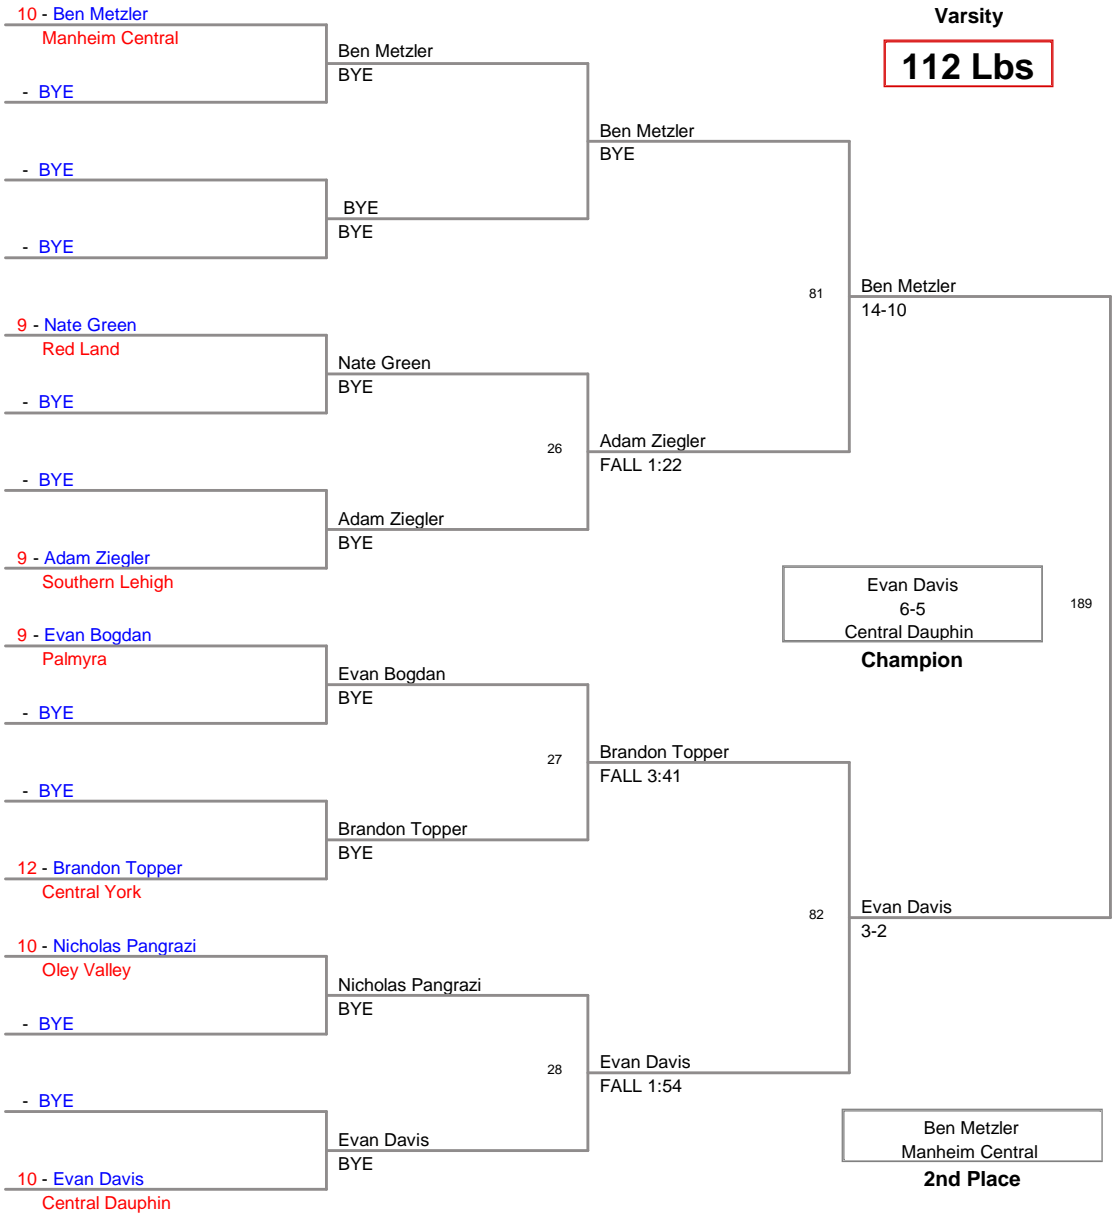 Varsity
112 Lbs
10 - Ben Metzler
Manheim Central
- BYE
- BYE
- BYE
9 - Nate Green
Red Land
- BYE
- BYE
9 - Adam Ziegler
Southern Lehigh
9 - Evan Bogdan
Palmyra
- BYE
- BYE
12 - Brandon Topper
Central York
10 - Nicholas Pangrazi
Oley Valley
- BYE
- BYE
10 - Evan Davis
Central Dauphin
Ben Metzler
BYE
BYE
BYE
Nate Green
BYE
Adam Ziegler
BYE
Evan Bogdan
BYE
Brandon Topper
BYE
Nicholas Pangrazi
BYE
Evan Davis
BYE
Ben Metzler
BYE
26
Adam Ziegler
FALL 1:22
27
Brandon Topper
FALL 3:41
28
Evan Davis
FALL 1:54
81
Ben Metzler
14-10
82
Evan Davis
3-2
189
Evan Davis
6-5
Central Dauphin
Champion
Ben Metzler
Manheim Central
2nd Place